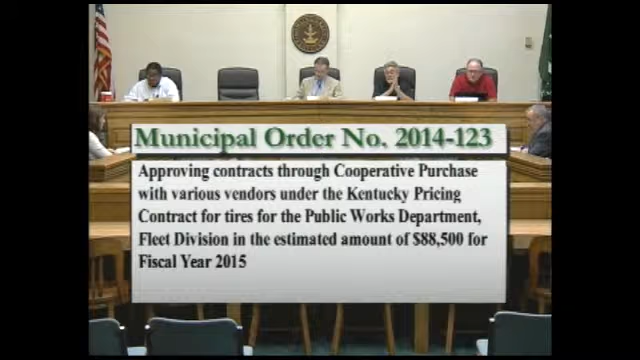 Municipal Order No. 2014-123
Approving contracts through Cooperative Purchase
with various vendors under the Kentucky Pricing
Contract for tires for the Public Works Department,
Fleet Division in the estimated amount of $88,500 for
Fiscal Year 2015